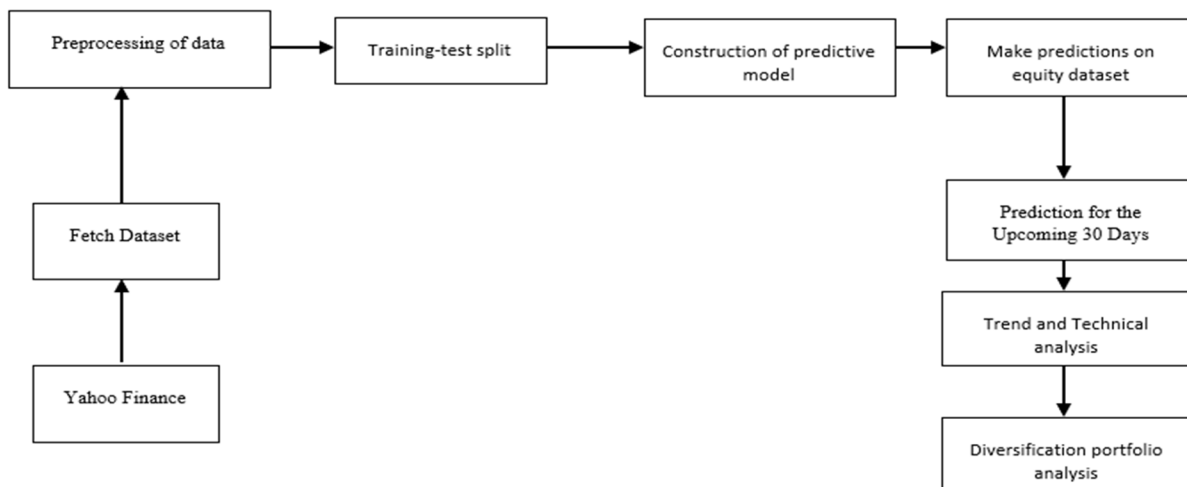 Preprocessing of data
Training-test split
Construction of predictive
model
Make predictions on
equity dataset
Fetch Dataset
Prediction for the
Upcoming 30 Days
Trend and Technical
analysis
Yahoo Finance
Diversification portfolio
analysis